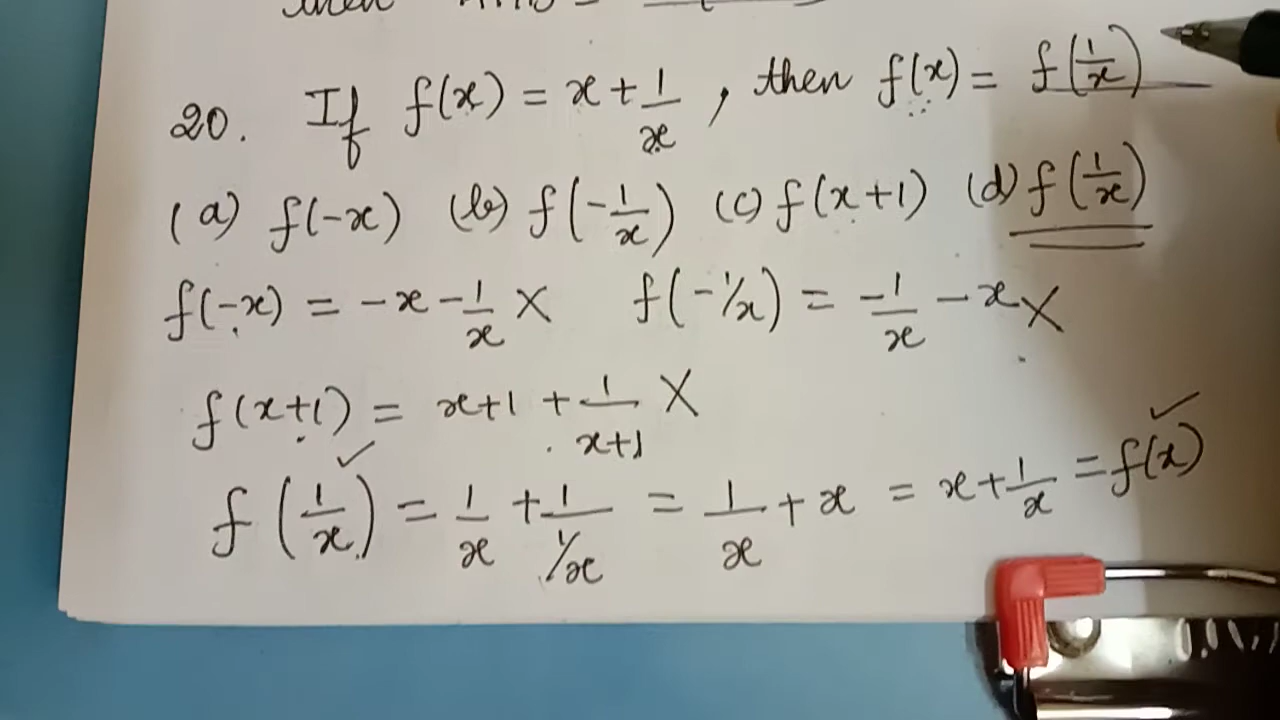 20. If f(x) = x + 1/x, then f(x) = f(1/x)
(a) f(-x) (b) f(-1/x) (c) f(x+1) (d) f(1/x)
f(-x) = -x - 1/x X f(-1/x) = -1/x - x X
f(x+1) = x+1 + 1/(x+1) X
✓ ✓
f(1/x) = 1/x + 1/(1/x) = 1/x + x = x + 1/x = f(x)